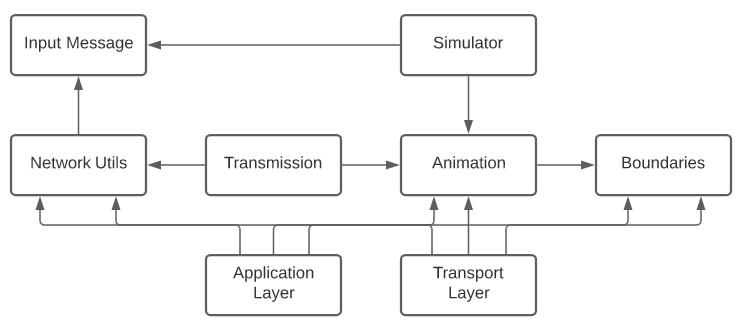 Input Message
Simulator
Network Utils
Transmission
Animation
Boundaries
Application
Layer
Transport
Layer